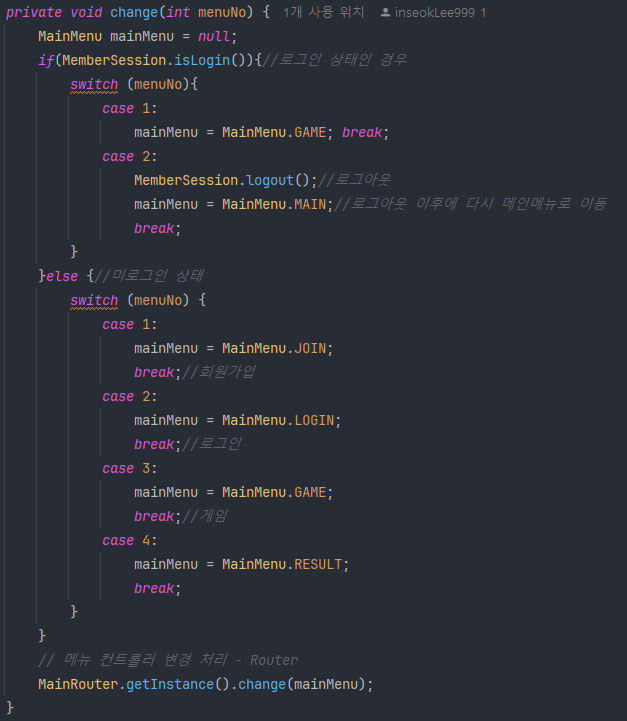 private void change(int menuNo) {  1개 사용 위치  inseokLee999 1
    MainMenu mainMenu = null;
    if(MemberSession.isLogin()){//로그인 상태인 경우
        switch (menuNo){
            case 1:
                mainMenu = MainMenu.GAME; break;
            case 2:
                MemberSession.logout();//로그아웃
                mainMenu = MainMenu.MAIN;//로그아웃 이후에 다시 메인메뉴로 이동
                break;
        }
    }else {//미로그인 상태
        switch (menuNo) {
            case 1:
                mainMenu = MainMenu.JOIN;
                break;//회원가입
            case 2:
                mainMenu = MainMenu.LOGIN;
                break;//로그인
            case 3:
                mainMenu = MainMenu.GAME;
                break;//게임
            case 4:
                mainMenu = MainMenu.RESULT;
                break;
        }
    }
    // 메뉴 컨트롤러 변경 처리 - Router
    MainRouter.getInstance().change(mainMenu);
}